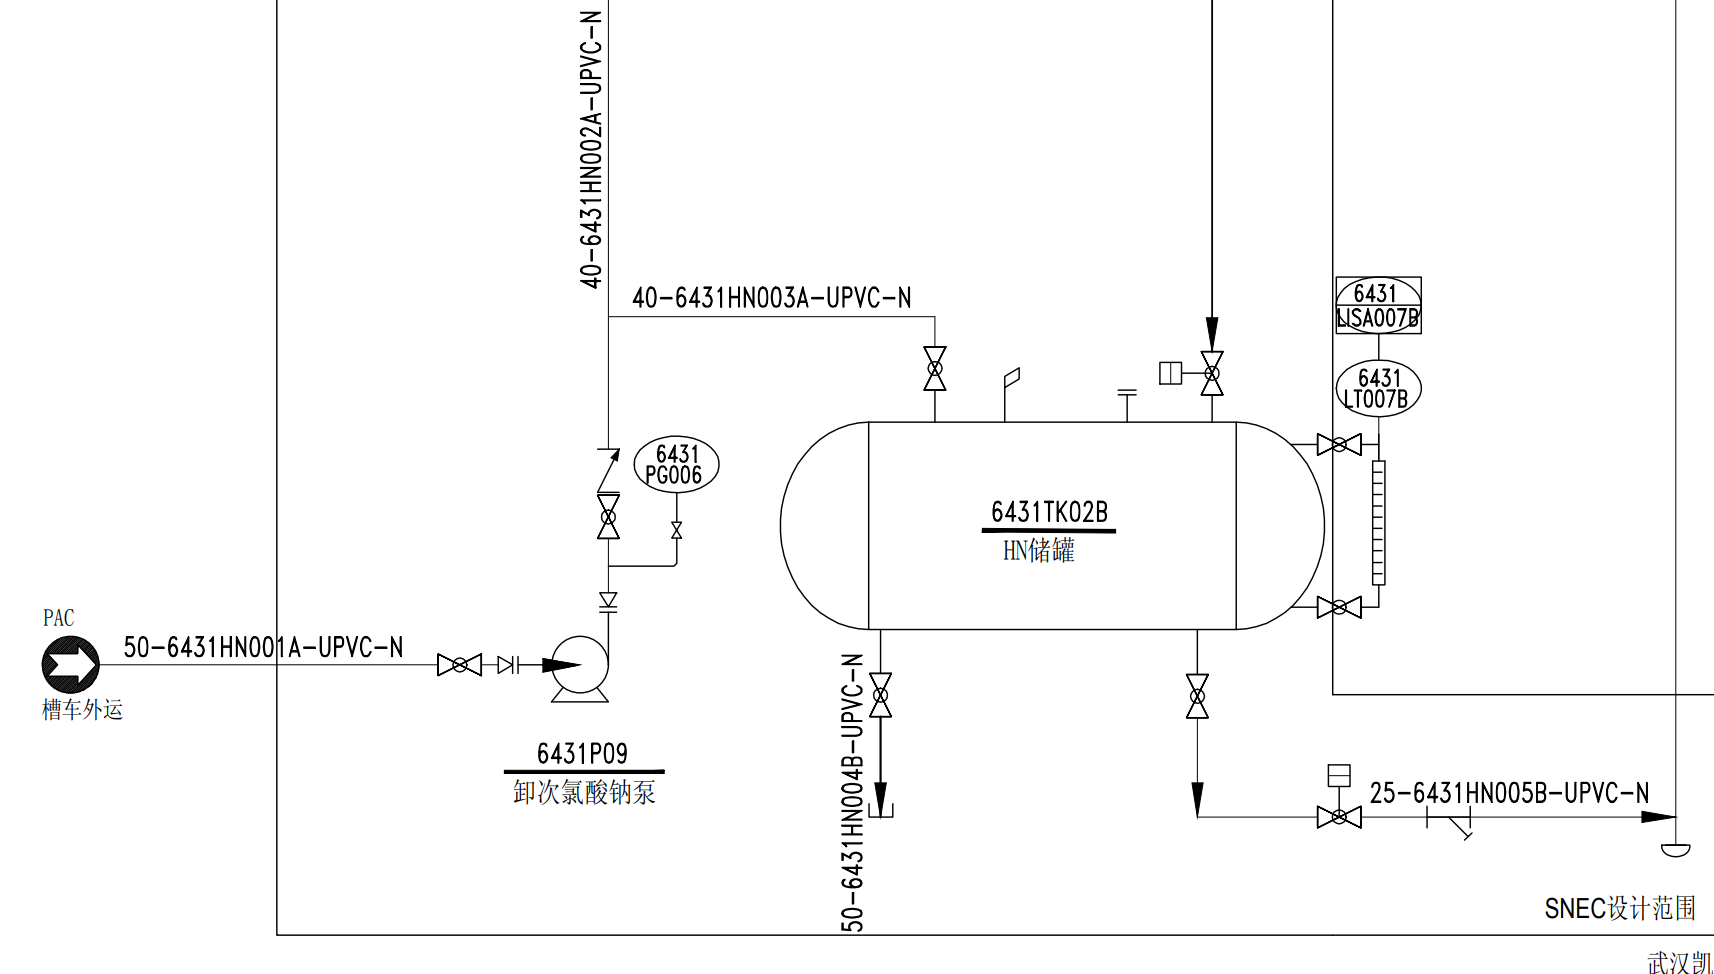 40-6431HN002A-UPVC-N
40-6431HN003A-UPVC-N
6431
LISA007B
6431
LT007B
6431
PG006
6431TK02B
HN储罐
PAC
50-6431HN001A-UPVC-N
槽车外运
6431P09
卸次氯酸钠泵
50-6431HN004B-UPVC-N
25-6431HN005B-UPVC-N
SNEC设计范围
武汉凯